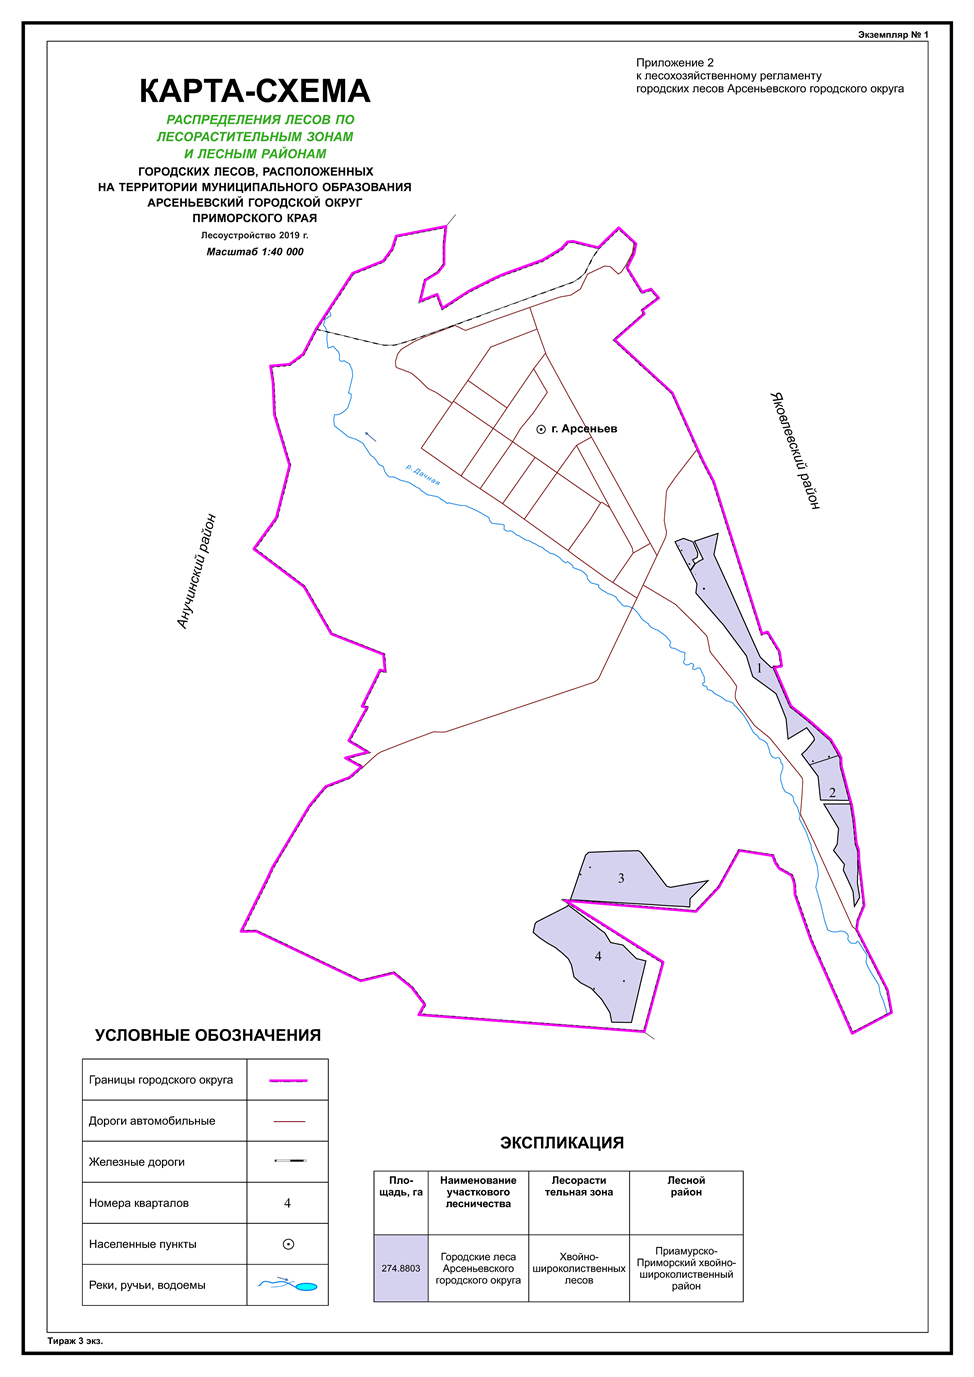 Экземпляр № 1
Приложение 2
к лесохозяйственному регламенту
городских лесов Арсеньевского городского округа
КАРТА-СХЕМА
РАСПРЕДЕЛЕНИЯ ЛЕСОВ ПО
ЛЕСОРАСТИТЕЛЬНЫМ ЗОНАМ
И ЛЕСНЫМ РАЙОНАМ
ГОРОДСКИХ ЛЕСОВ, РАСПОЛОЖЕННЫХ
НА ТЕРРИТОРИИ МУНИЦИПАЛЬНОГО ОБРАЗОВАНИЯ
АРСЕНЬЕВСКИЙ ГОРОДСКОЙ ОКРУГ
ПРИМОРСКОГО КРАЯ
Лесоустройство 2019 г.
Масштаб 1:40 000
г. Арсеньев
Яковлевский район
р. Дачная
Анучинский район
1
2
3
4
УСЛОВНЫЕ ОБОЗНАЧЕНИЯ
Границы городского округа
Дороги автомобильные
Железные дороги
Номера кварталов
4
Населенные пункты
Реки, ручьи, водоемы
ЭКСПЛИКАЦИЯ
Пло-
щадь, га
Наименование
участкового
лесничества
Лесорасти
тельная зона
Лесной
район
274.8803
Городские леса
Арсеньевского
городского округа
Хвойно-
широколиственных
лесов
Приамурско-
Приморский хвойно-
широколиственный
район
Тираж 3 экз.